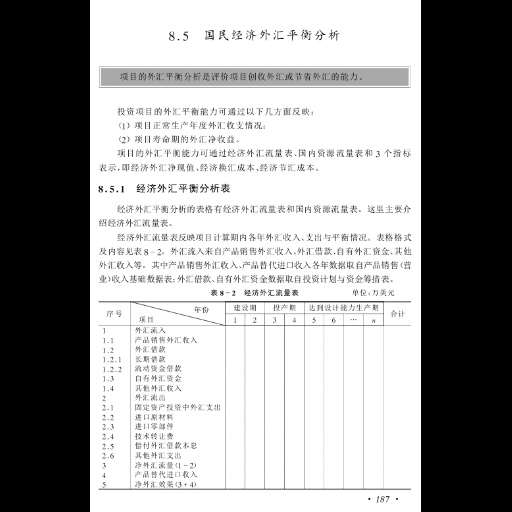 8.5 国民经济外汇平衡分析
项目的外汇平衡分析是评价项目创收外汇或节省外汇的能力。
投资项目的外汇平衡能力可通过以下几方面反映：
(1) 项目正常生产年度外汇收支情况；
(2) 项目寿命期的外汇净收益。
项目的外汇平衡能力可通过经济外汇流量表、国内资源流量表和 3 个指标
表示，即经济外汇净现值、经济换汇成本、经济节汇成本。
8.5.1 经济外汇平衡分析表
经济外汇平衡分析的表格有经济外汇流量表和国内资源流量表。这里主要介
绍经济外汇流量表。
经济外汇流量表反映项目计算期内各年外汇收入、支出与平衡情况。表格格式
及内容见表 8-2。外汇流入来自产品销售外汇收入、外汇借款、自有外汇资金、其他
外汇收入等。其中产品销售外汇收入、产品替代进口收入各年数据取自产品销售(营
业)收入基础数据表；外汇借款、自有外汇资金数据取自投资计划与资金筹措表。
表 8-2 经济外汇流量表 单位：万美元
序号 年份 项目 建设期 投产期 达到设计能力生产期 合计
1 2 3 4 5 6 … n
1 外汇流入
1.1 产品销售外汇收入
1.2 外汇借款
1.2.1 长期借款
1.2.2 流动资金借款
1.3 自有外汇资金
1.4 其他外汇收入
2 外汇流出
2.1 固定资产投资中外汇支出
2.2 进口原材料
2.3 进口零部件
2.4 技术转让费
2.5 偿付外汇借款本息
2.6 其他外汇支出
3 净外汇流量(1-2)
4 产品替代进口收入
5 净外汇效果(3+4)
· 187 ·